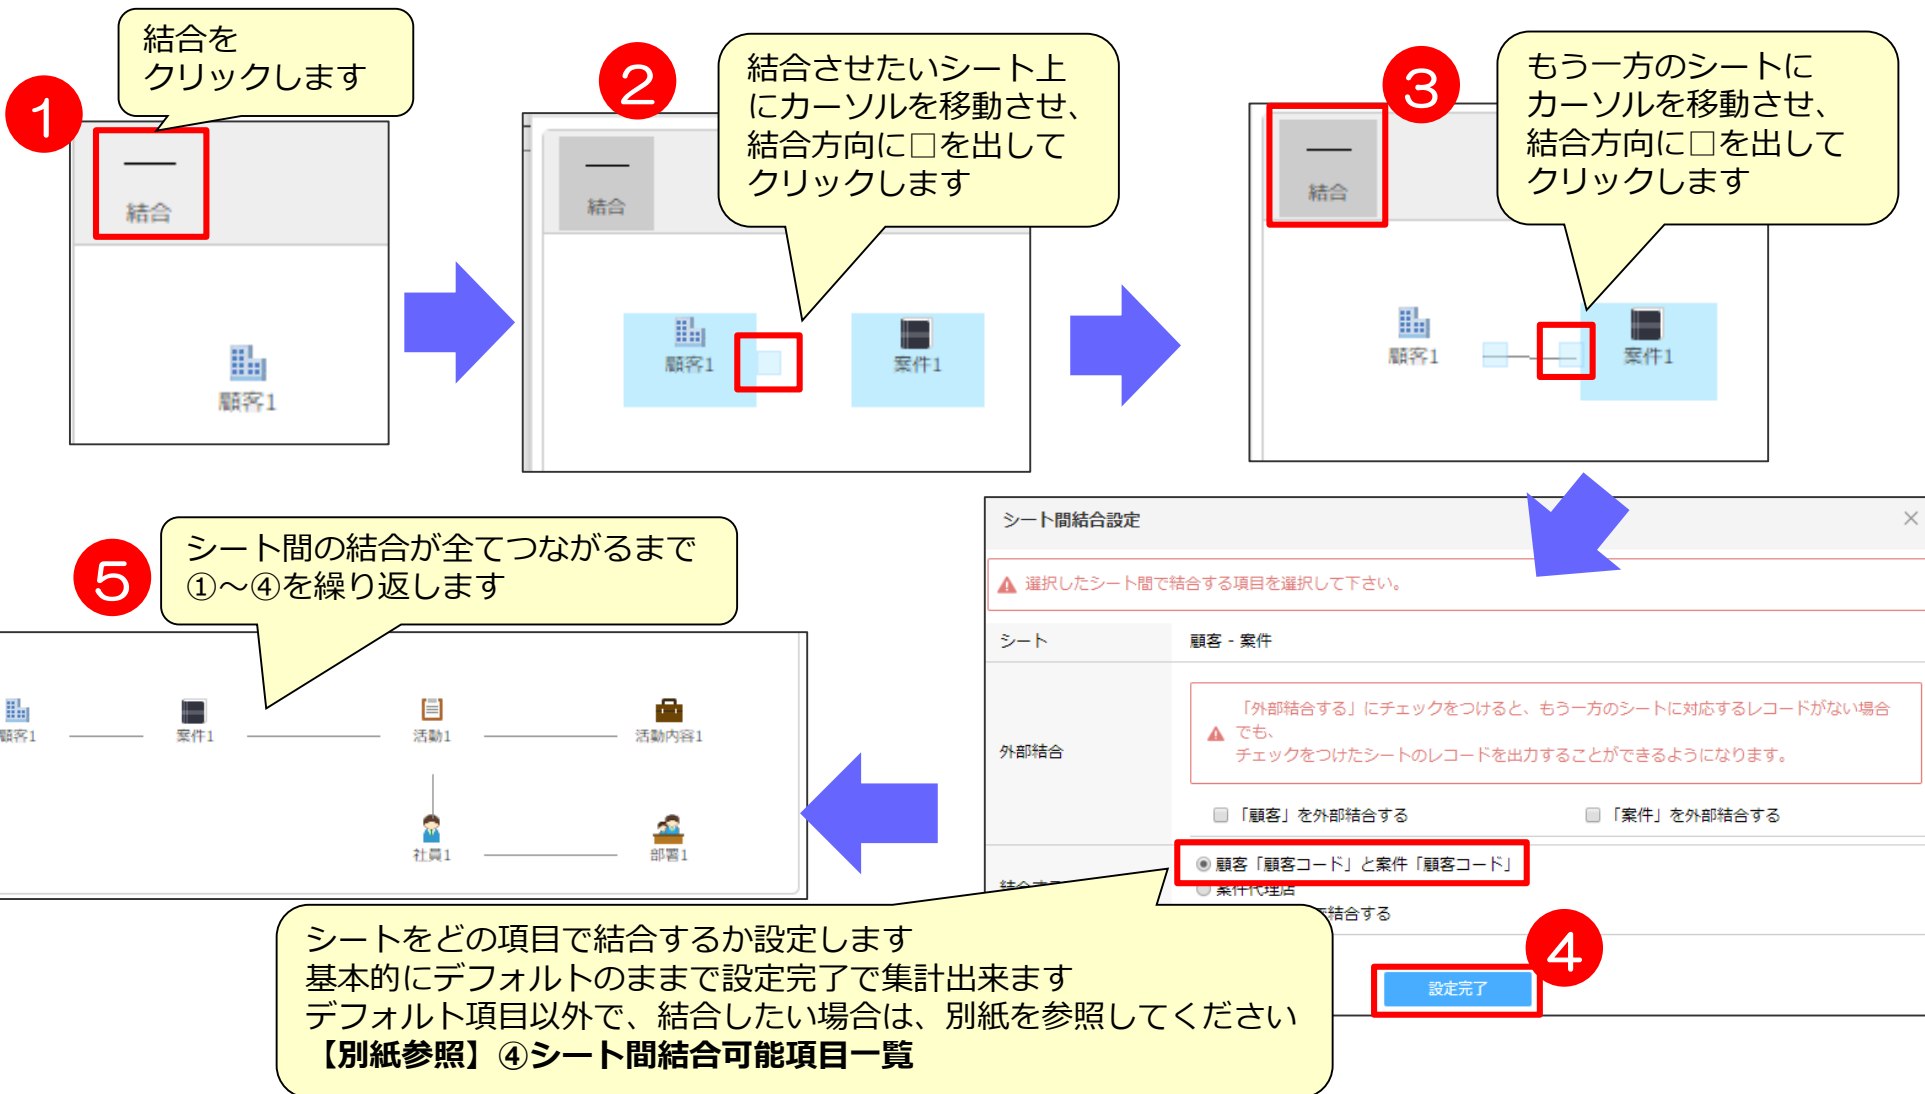 1
結合を
クリックします
結合
顧客1
2
結合させたいシート上
にカーソルを移動させ、
結合方向に□を出して
クリックします
結合
顧客1
案件1
3
もう一方のシートに
カーソルを移動させ、
結合方向に□を出して
クリックします
結合
顧客1
案件1
シート間結合設定
選択したシート間で結合する項目を選択して下さい。
シート
顧客 - 案件
外部結合
「外部結合する」にチェックをつけると、もう一方のシートに対応するレコードがない場合
でも、
チェックをつけたシートのレコードを出力することができるようになります。
「顧客」を外部結合する
「案件」を外部結合する
顧客「顧客コード」と案件「顧客コード」
案件代理店
結合する
4
設定完了
シートをどの項目で結合するか設定します
基本的にデフォルトのままで設定完了で集計出来ます
デフォルト項目以外で、結合したい場合は、別紙を参照してください
【別紙参照】④シート間結合可能項目一覧
5
シート間の結合が全てつながるまで
①～④を繰り返します
顧客1
案件1
活動1
活動内容1
社員1
部署1